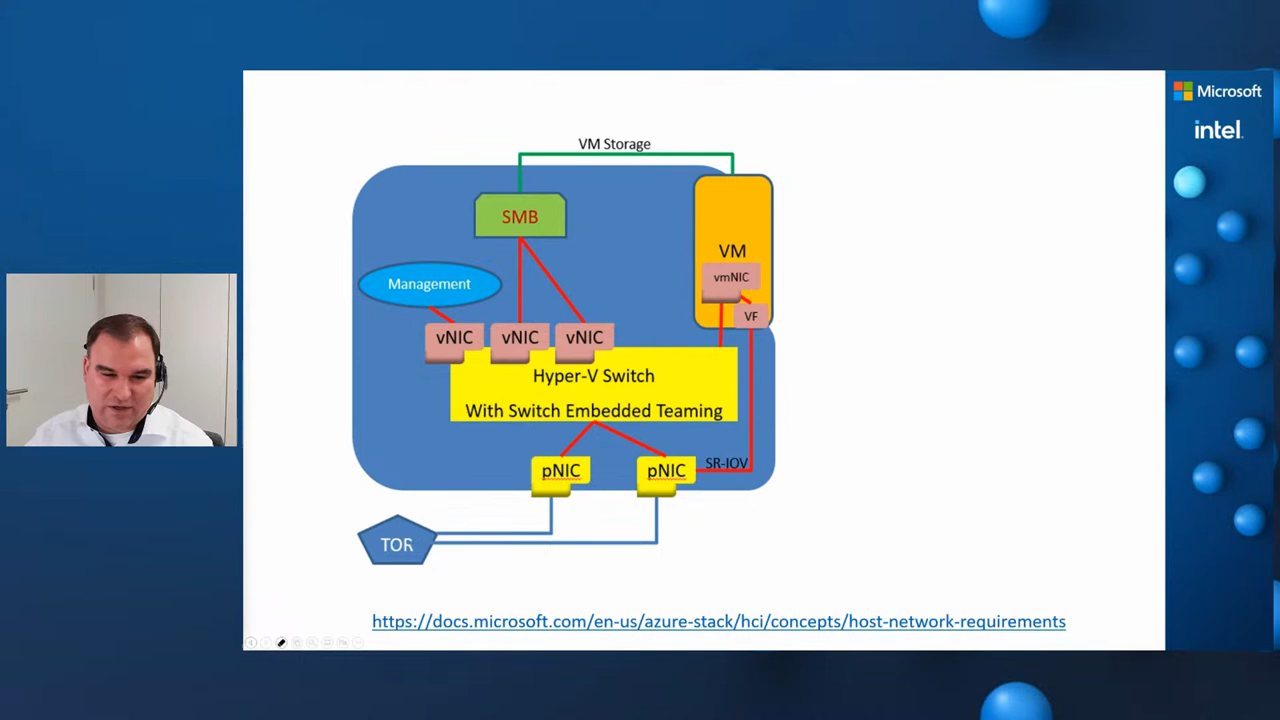 Microsoft
intel.
VM Storage
SMB
VM
Management
vmNIC
VF
vNIC vNIC vNIC
Hyper-V Switch
With Switch Embedded Teaming
SR-IOV
pNIC pNIC
TOR
https://docs.microsoft.com/en-us/azure-stack/hci/concepts/host-network-requirements